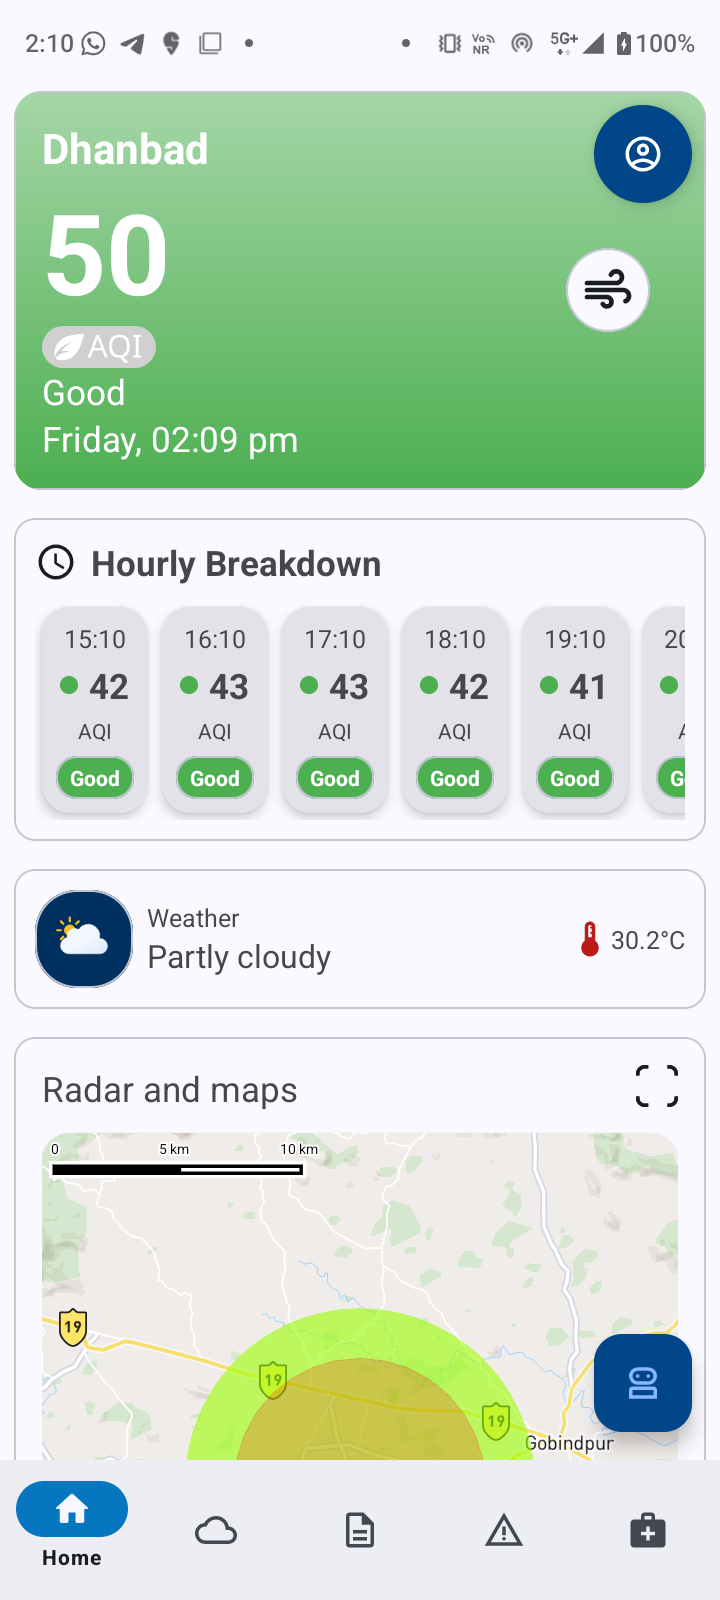 2:10 VoD NR 5G+ 100%
Dhanbad
50
AQI
Good
Friday, 02:09 pm
Hourly Breakdown
15:10 16:10 17:10 18:10 19:10 20
42 43 43 42 41
AQI AQI AQI AQI AQI A
Good Good Good Good Good G
Weather
Partly cloudy
30.2°C
Radar and maps
0 5 km 10 km
19
19
19
Gobindpur
Home